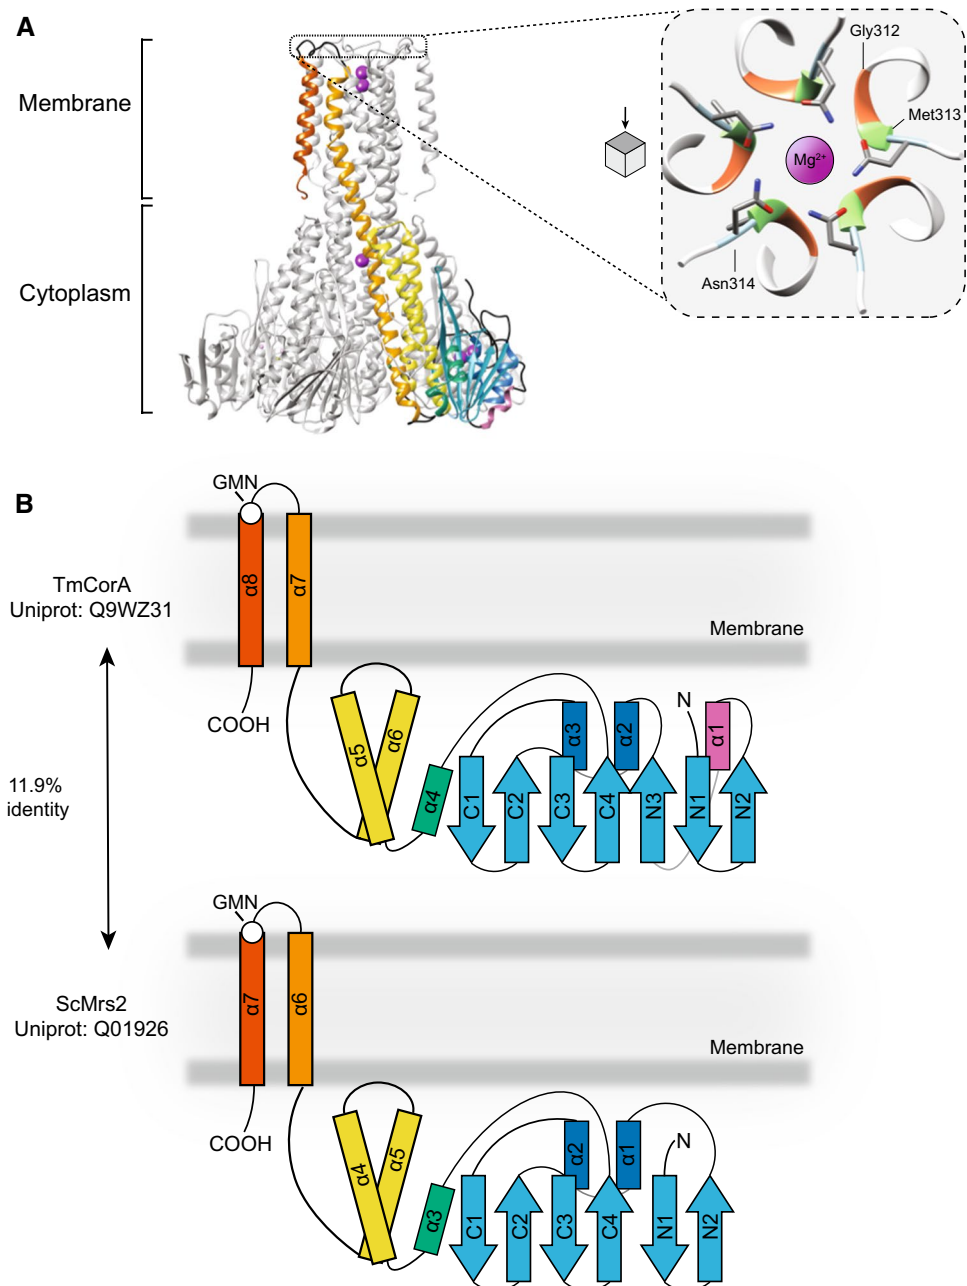 A
Membrane
Cytoplasm
Gly312
Met313
Mg2+
Asn314
B
GMN
α8
α7
TmCorA
Uniprot: Q9WZ31
Membrane
COOH
α5
α6
α4
α3
α2
N
α1
C1
C2
C3
C4
N3
N1
N2
11.9%
identity
GMN
α7
α6
ScMrs2
Uniprot: Q01926
Membrane
COOH
α4
α5
α3
α2
α1
N
C1
C2
C3
C4
N1
N2